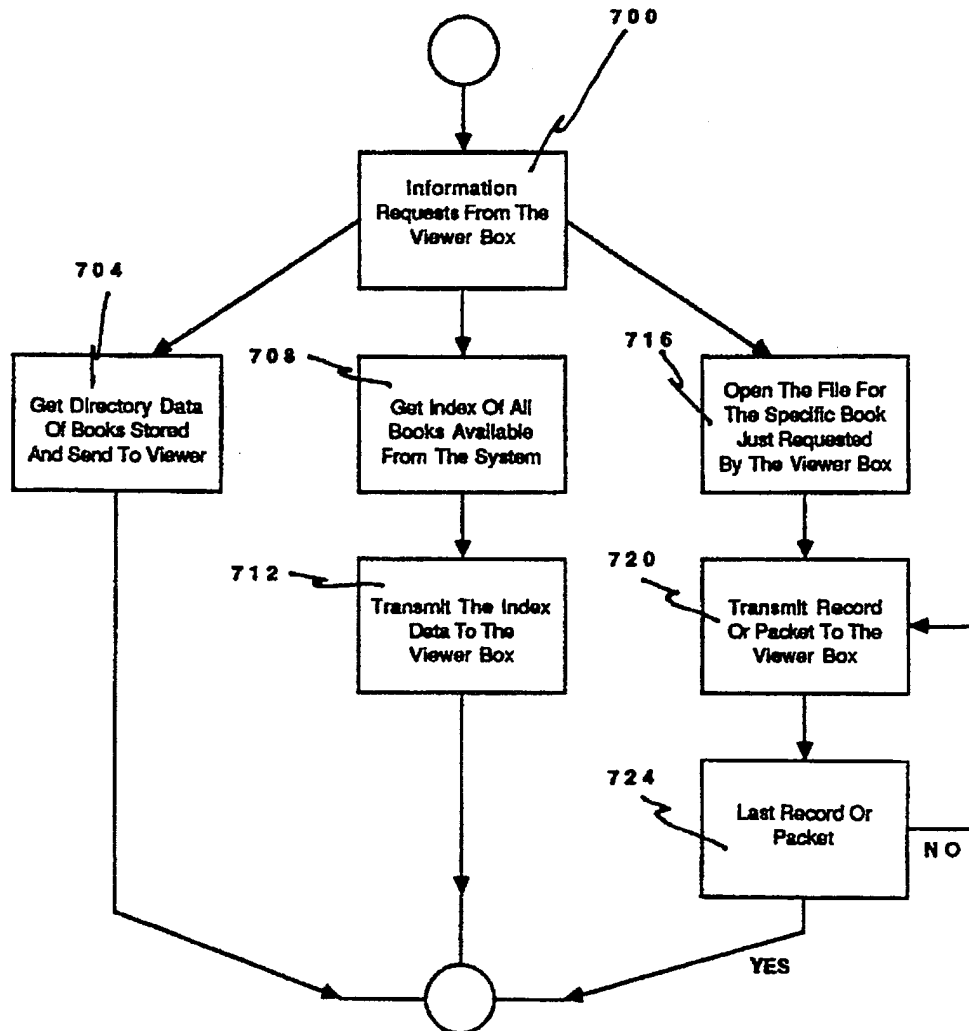 700
Information
Requests From The
Viewer Box
704
Get Directory Data
Of Books Stored
And Send To Viewer
708
Get Index Of All
Books Available
From The System
716
Open The File For
The Specific Book
Just Requested
By The Viewer Box
712
Transmit The Index
Data To The
Viewer Box
720
Transmit Record
Or Packet To The
Viewer Box
724
Last Record Or
Packet
NO
YES